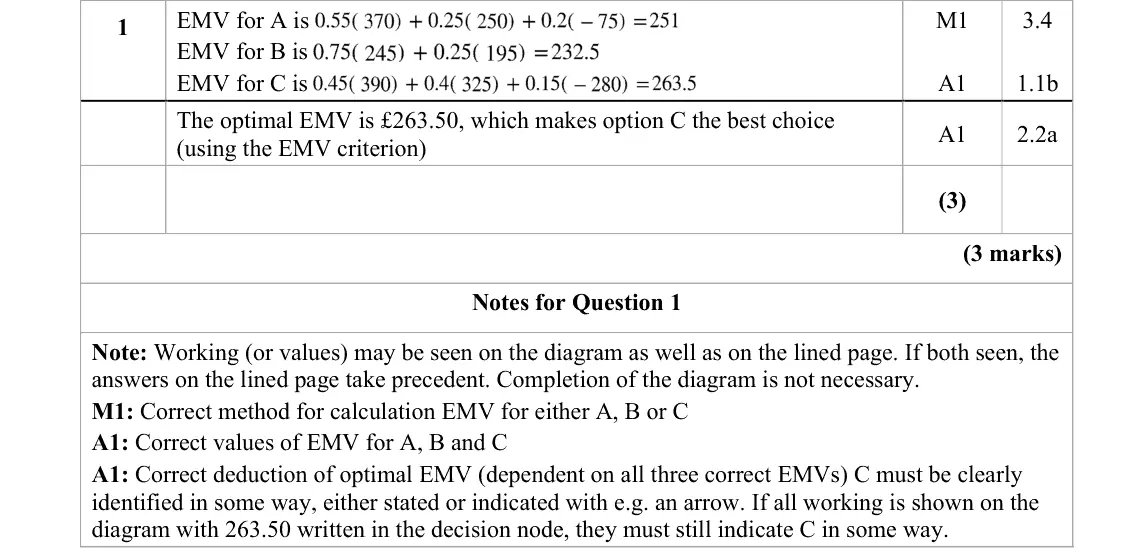 1 EMV for A is 0.55( 370) + 0.25( 250) + 0.2( − 75) =251 M1 3.4
EMV for B is 0.75( 245) + 0.25( 195) =232.5
EMV for C is 0.45( 390) + 0.4( 325) + 0.15( − 280) =263.5 A1 1.1b
The optimal EMV is £263.50, which makes option C the best choice
(using the EMV criterion) A1 2.2a
(3)
(3 marks)
Notes for Question 1
Note: Working (or values) may be seen on the diagram as well as on the lined page. If both seen, the
answers on the lined page take precedent. Completion of the diagram is not necessary.
M1: Correct method for calculation EMV for either A, B or C
A1: Correct values of EMV for A, B and C
A1: Correct deduction of optimal EMV (dependent on all three correct EMVs) C must be clearly
identified in some way, either stated or indicated with e.g. an arrow. If all working is shown on the
diagram with 263.50 written in the decision node, they must still indicate C in some way.